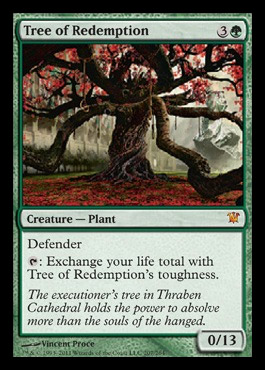 Tree of Redemption 3
Creature — Plant
Defender
: Exchange your life total with
Tree of Redemption's toughness.
The executioner's tree in Thraben
Cathedral holds the power to absolve
more than the souls of the hanged.
Vincent Proce
0/13